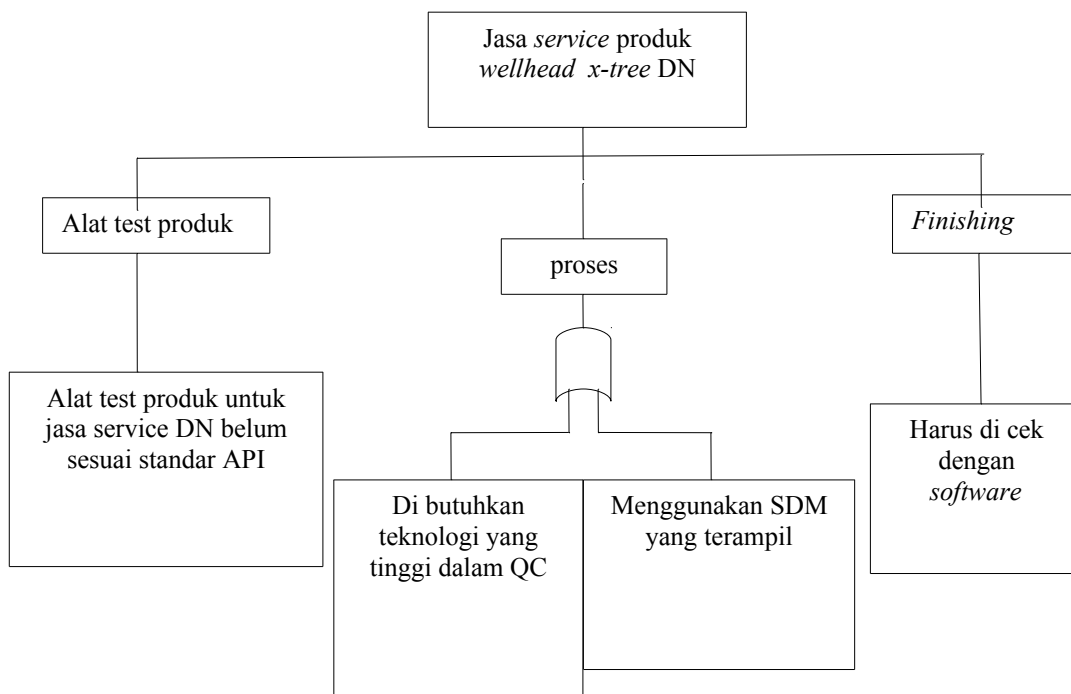 Jasa service produk
wellhead x-tree DN
Alat test produk
proses
Finishing
Alat test produk untuk
jasa service DN belum
sesuai standar API
Di butuhkan
teknologi yang
tinggi dalam QC
Menggunakan SDM
yang terampil
Harus di cek
dengan
software